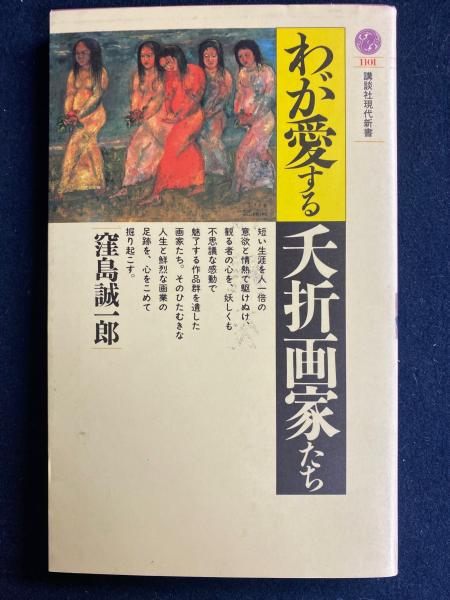 1101
講談社現代新書
わが愛する
夭折画家たち
短い生涯を人一倍の
意欲と情熱で駆けぬけ、
観る者の心を、妖しくも
不思議な感動で
魅了する作品群を遺した
画家たち。そのひたむきな
人生と鮮烈な画業の
足跡を、心をこめて
掘り起こす。
窪島誠一郎